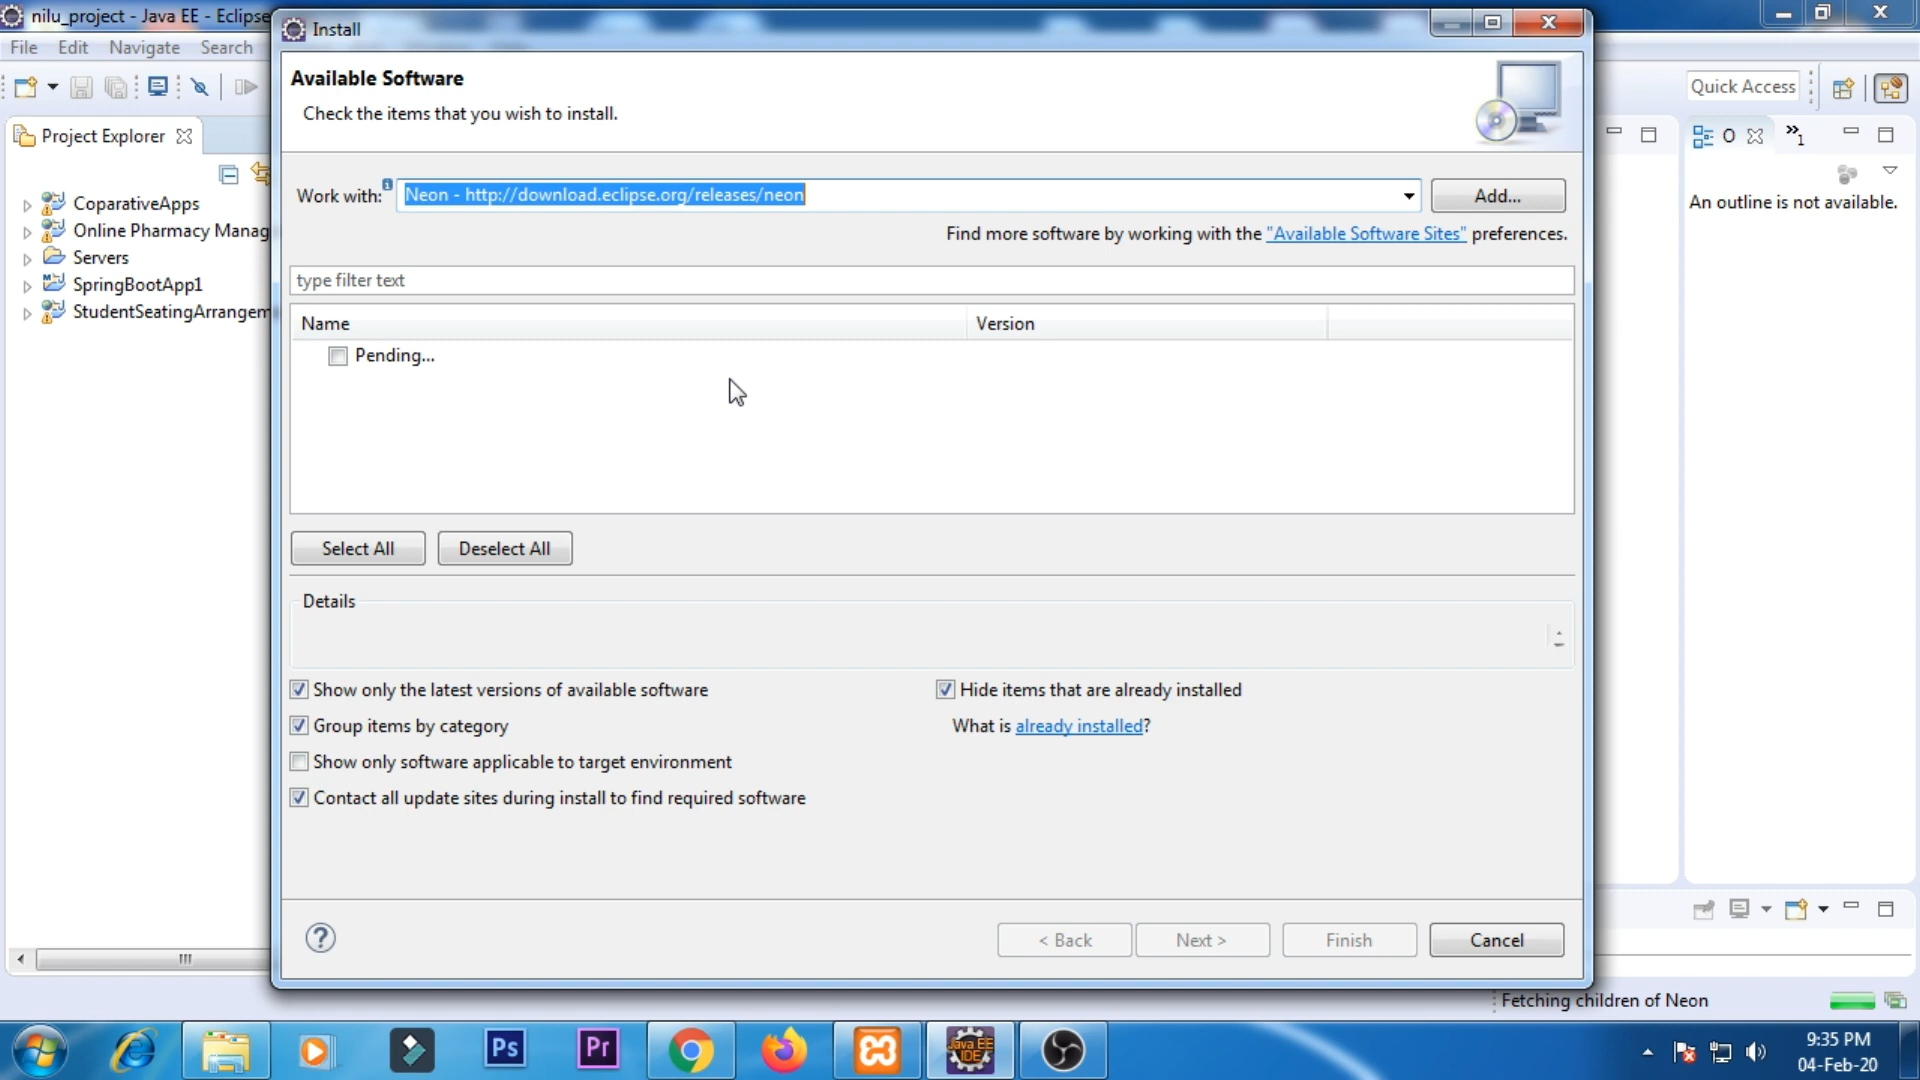 nilu_project - Java EE - Eclipse
File Edit Navigate Search
Quick Access
Project Explorer
CoparativeApps
Online Pharmacy Manag
Servers
SpringBootApp1
StudentSeatingArrangem
Install
Available Software
Check the items that you wish to install.
Work with: Neon - http://download.eclipse.org/releases/neon
Add...
Find more software by working with the "Available Software Sites" preferences.
type filter text
Name Version
Pending...
Select All Deselect All
Details
Show only the latest versions of available software
Hide items that are already installed
Group items by category
What is already installed?
Show only software applicable to target environment
Contact all update sites during install to find required software
?
< Back Next > Finish Cancel
O
»1
An outline is not available.
Fetching children of Neon
Ps
Pr
Java EE
IDE
9:35 PM
04-Feb-20